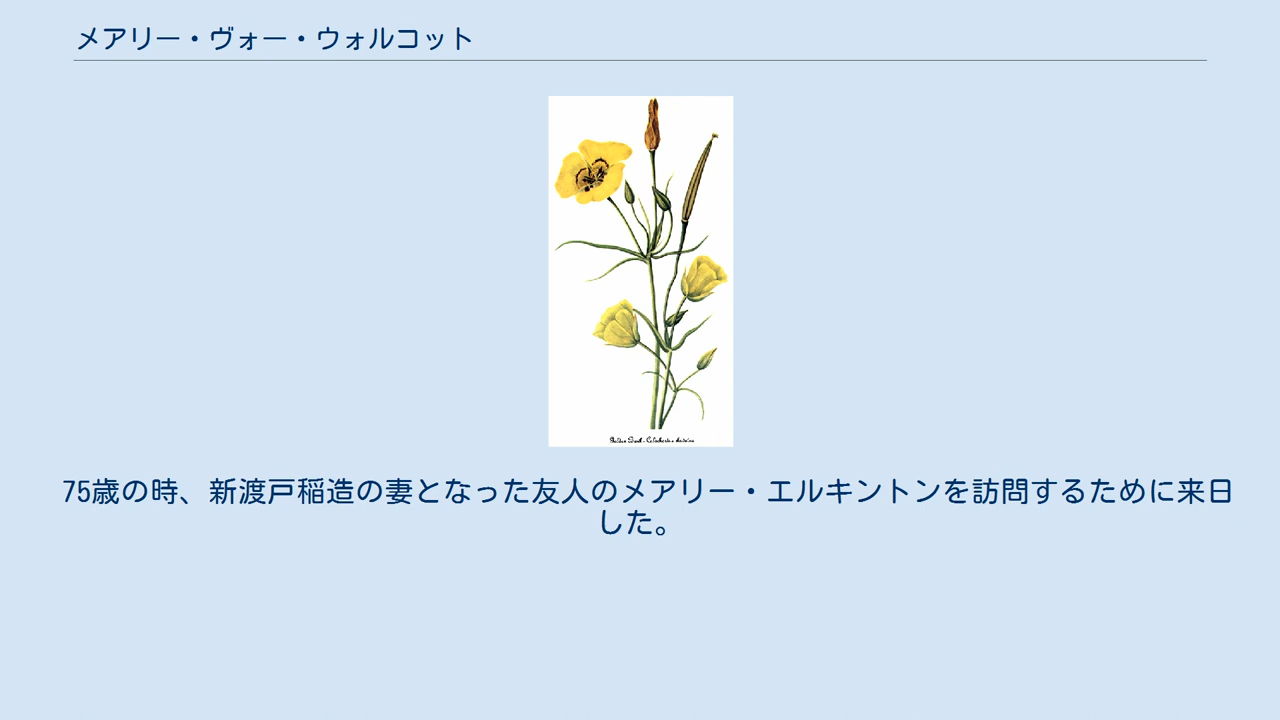 メアリー・ヴォー・ウォルコット
75歳の時、新渡戸稲造の妻となった友人のメアリー・エルキントンを訪問するために来日
した。